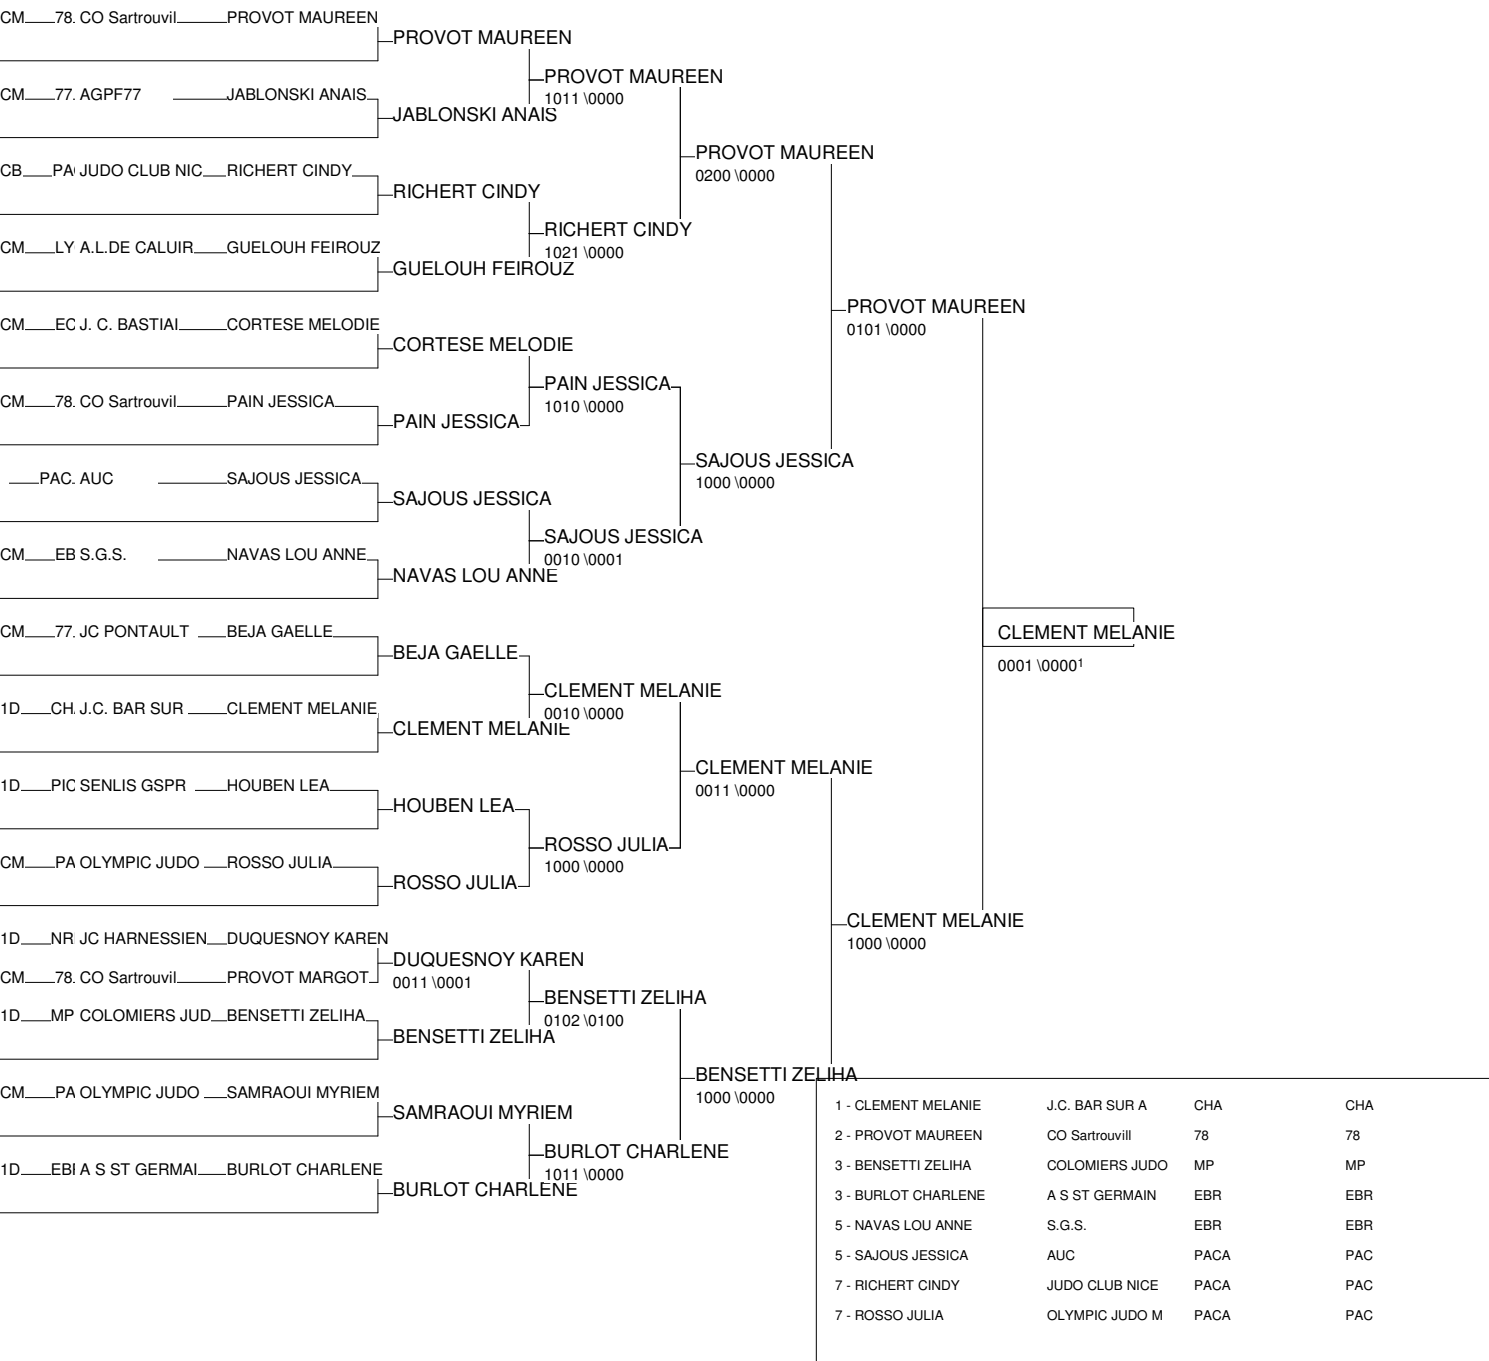 CM 78. CO Sartrouvil PROVOT MAUREEN
PROVOT MAUREEN
PROVOT MAUREEN
1011 \0000
CM 77. AGPF77 JABLONSKI ANAIS
JABLONSKI ANAIS
PROVOT MAUREEN
0200 \0000
CB PA JUDO CLUB NIC RICHERT CINDY
RICHERT CINDY
RICHERT CINDY
1021 \0000
CM LY A.L.DE CALUIR GUELOUH FEIROUZ
GUELOUH FEIROUZ
PROVOT MAUREEN
0101 \0000
CM EC J. C. BASTIAI CORTESE MELODIE
CORTESE MELODIE
PAIN JESSICA
1010 \0000
CM 78. CO Sartrouvil PAIN JESSICA
PAIN JESSICA
SAJOUS JESSICA
1000 \0000
PAC. AUC SAJOUS JESSICA
SAJOUS JESSICA
SAJOUS JESSICA
0010 \0001
CM EB S.G.S. NAVAS LOU ANNE
NAVAS LOU ANNE
CLEMENT MELANIE
0001 \0000¹
CM 77. JC PONTAULT BEJA GAELLE
BEJA GAELLE
CLEMENT MELANIE
0010 \0000
1D CH. J.C. BAR SUR CLEMENT MELANIE
CLEMENT MELANIE
CLEMENT MELANIE
0011 \0000
1D PIC SENLIS GSPR HOUBEN LEA
HOUBEN LEA
ROSSO JULIA
1000 \0000
CM PA OLYMPIC JUDO ROSSO JULIA
ROSSO JULIA
CLEMENT MELANIE
1000 \0000
1D NR JC HARNESSIEN DUQUESNOY KAREN
DUQUESNOY KAREN
0011 \0001
CM 78. CO Sartrouvil PROVOT MARGOT
BENSETTI ZELIHA
0102 \0100
1D MP COLOMIERS JUD BENSETTI ZELIHA
BENSETTI ZELIHA
BENSETTI ZELIHA
1000 \0000
CM PA OLYMPIC JUDO SAMRAOUI MYRIEM
SAMRAOUI MYRIEM
BURLOT CHARLENE
1011 \0000
1D EBI A S ST GERMAI BURLOT CHARLENE
BURLOT CHARLENE
1 - CLEMENT MELANIE J.C. BAR SUR A CHA CHA
2 - PROVOT MAUREEN CO Sartrouvill 78 78
3 - BENSETTI ZELIHA COLOMIERS JUDO MP MP
3 - BURLOT CHARLENE A S ST GERMAIN EBR EBR
5 - NAVAS LOU ANNE S.G.S. EBR EBR
5 - SAJOUS JESSICA AUC PACA PAC
7 - RICHERT CINDY JUDO CLUB NICE PACA PAC
7 - ROSSO JULIA OLYMPIC JUDO M PACA PAC